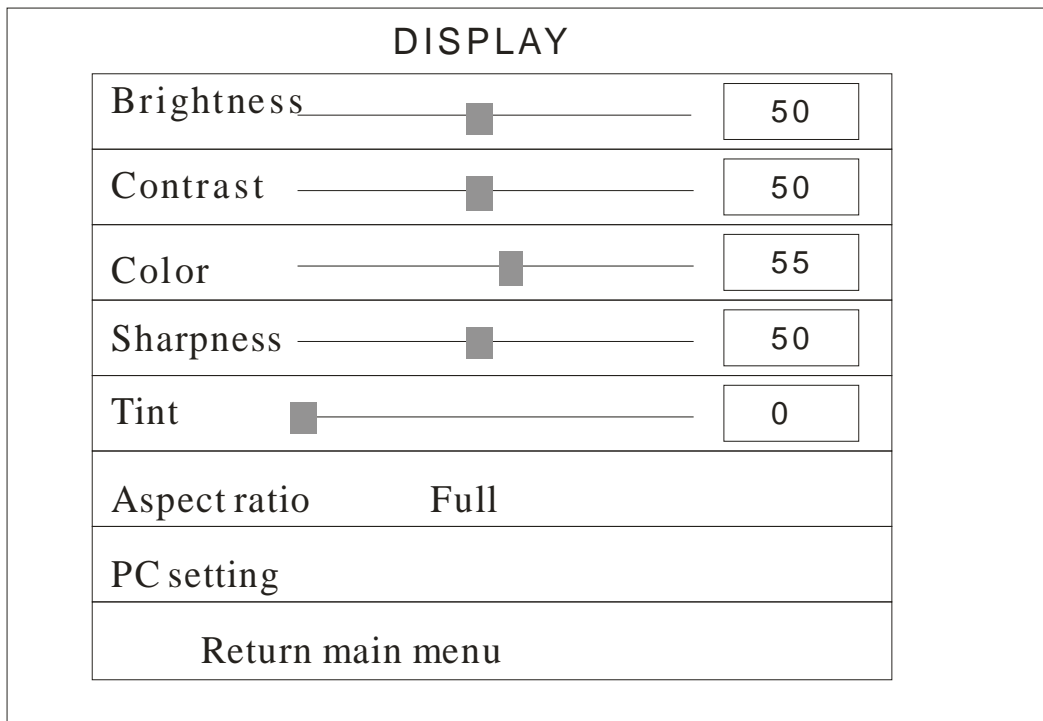 DISPLAY
Brightness 50
Contrast 50
Color 55
Sharpness 50
Tint 0
Aspect ratio Full
PC setting
Return main menu